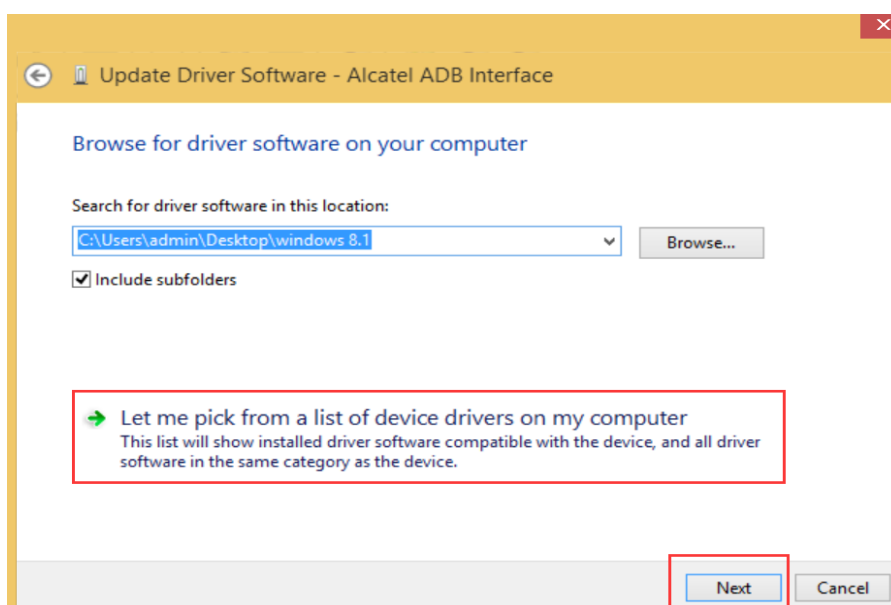 Update Driver Software - Alcatel ADB Interface
Browse for driver software on your computer
Search for driver software in this location:
C:\Users\admin\Desktop\windows 8.1
Browse...
Include subfolders
Let me pick from a list of device drivers on my computer
This list will show installed driver software compatible with the device, and all driver
software in the same category as the device.
Next
Cancel